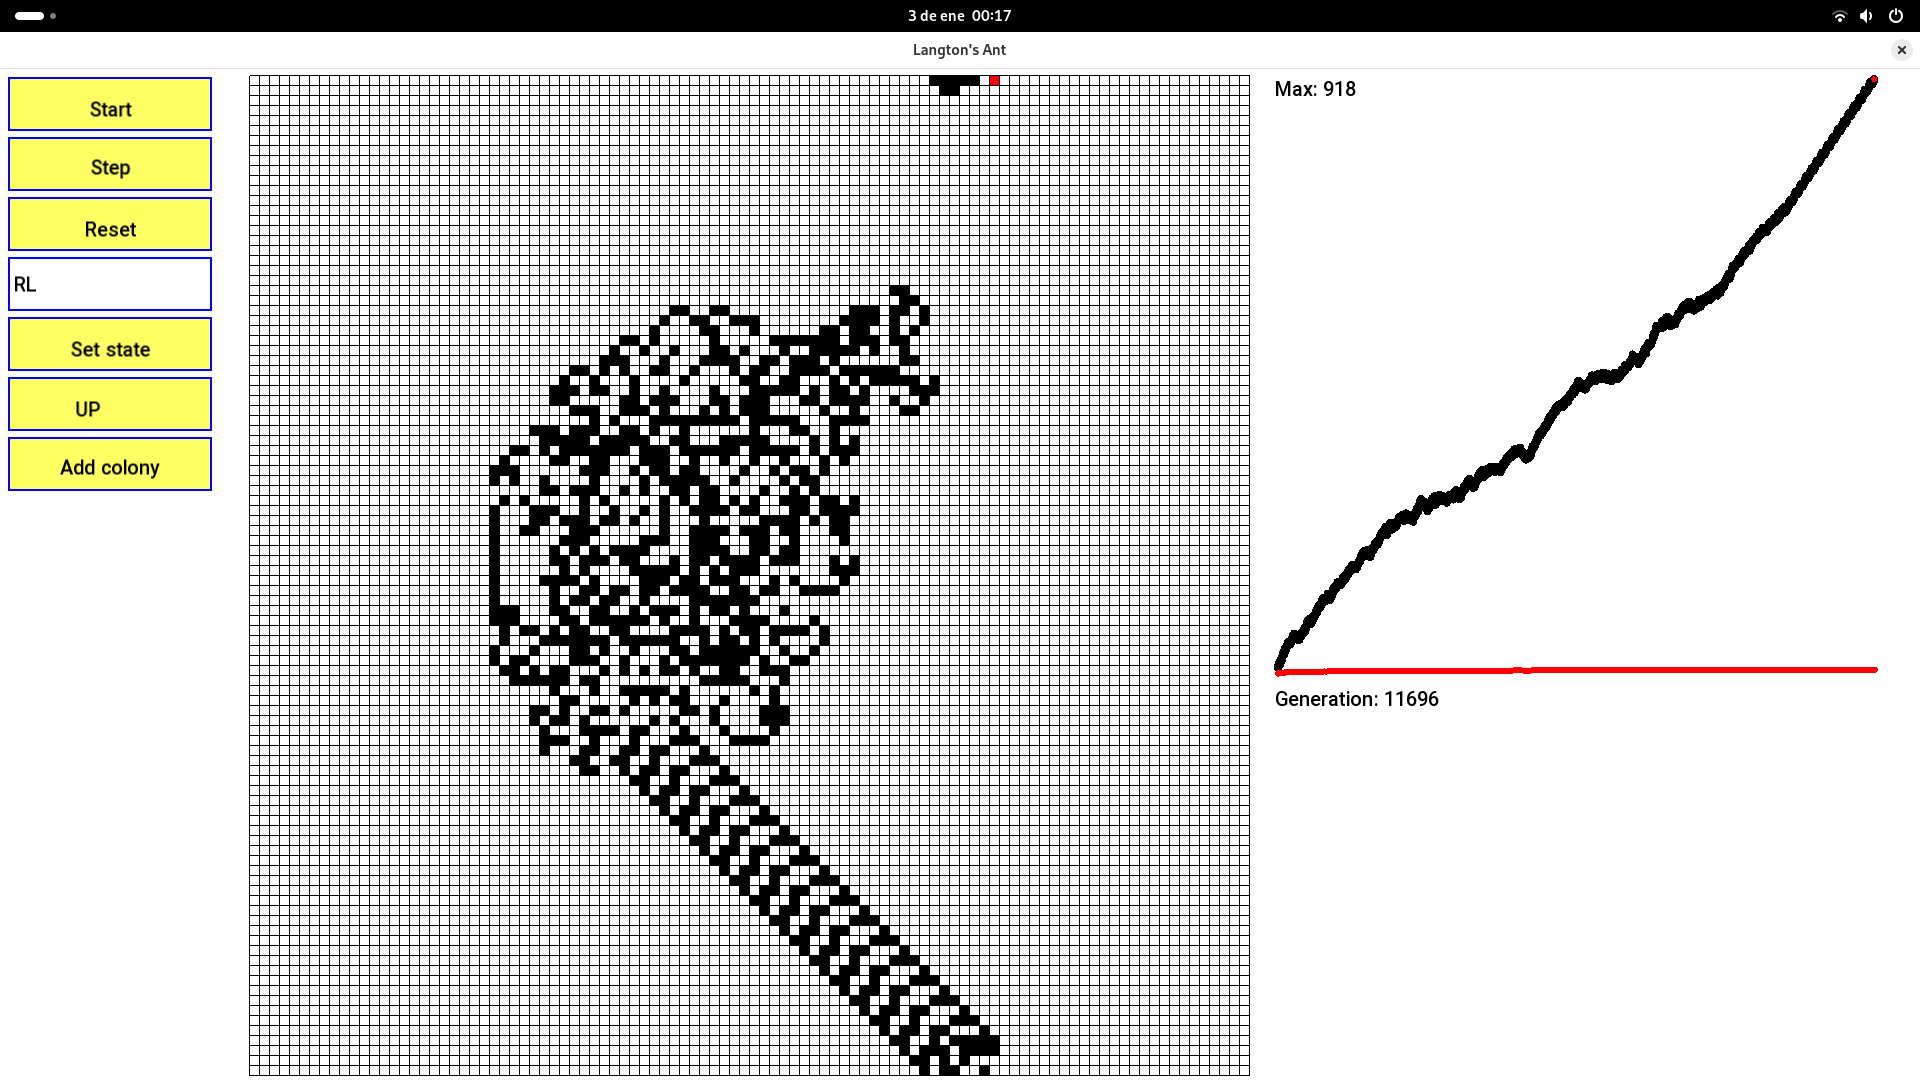 3 de ene 00:17
Langton's Ant
Start
Step
Reset
RL
Set state
UP
Add colony
Max: 918
Generation: 11696